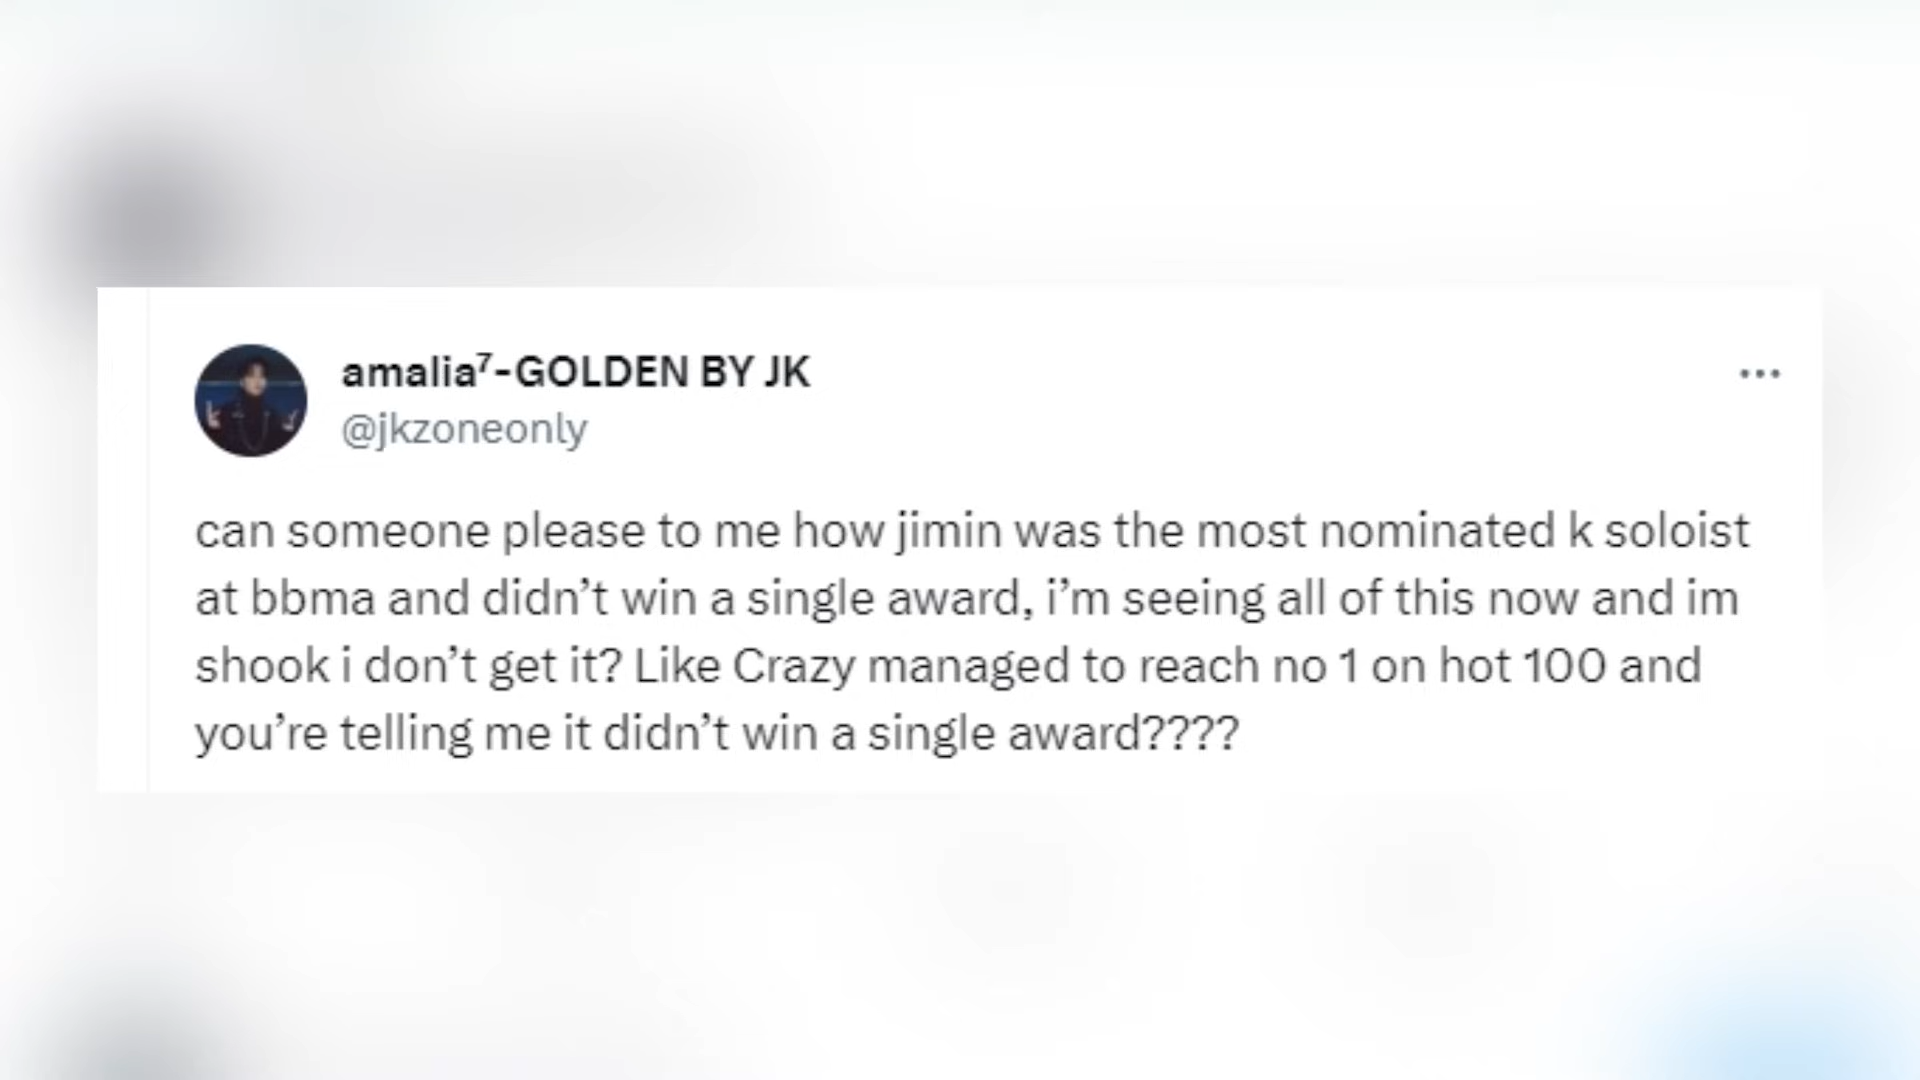 amalia⁷-GOLDEN BY JK
@jkzoneonly
can someone please to me how jimin was the most nominated k soloist
at bbma and didn’t win a single award, i’m seeing all of this now and im
shook i don’t get it? Like Crazy managed to reach no 1 on hot 100 and
you’re telling me it didn’t win a single award????